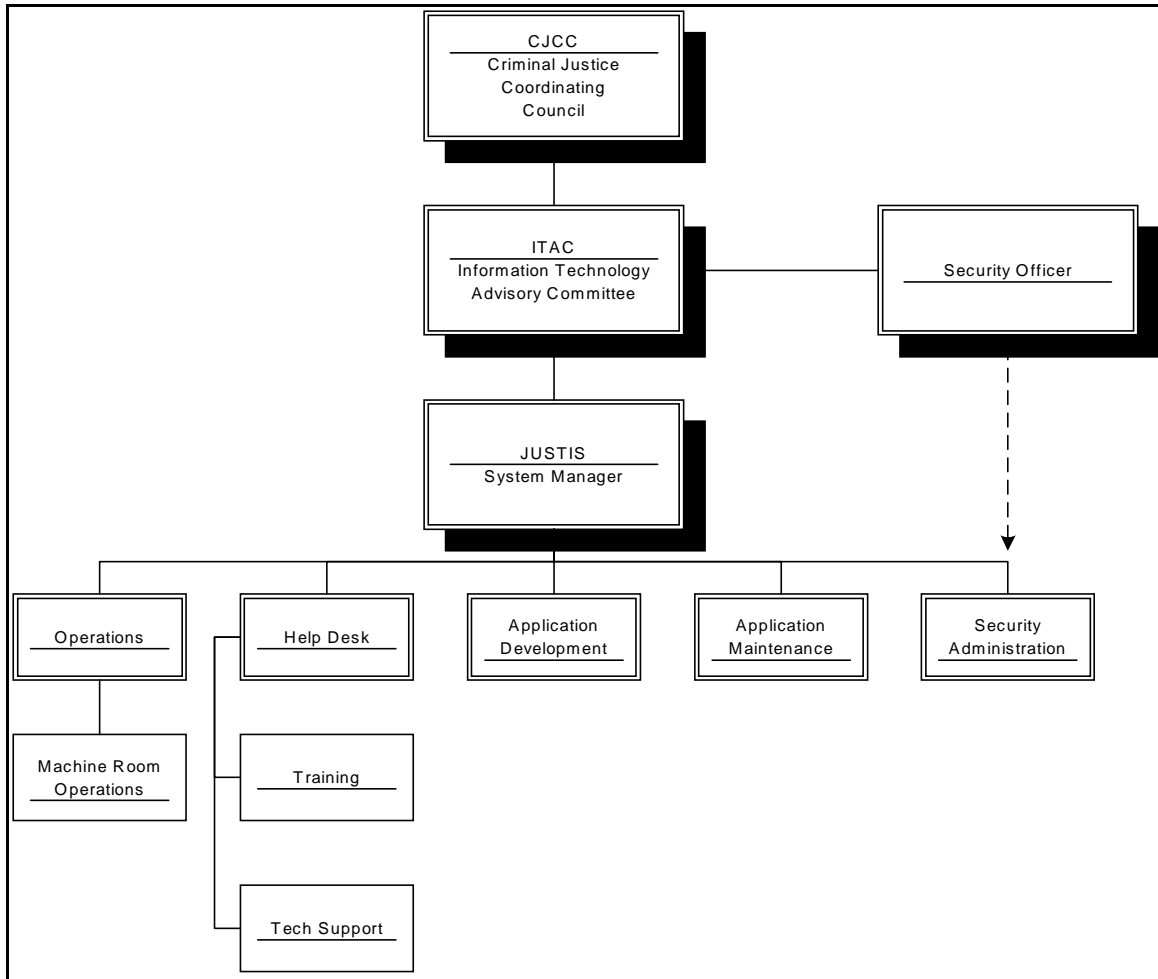 CJCC
Criminal Justice
Coordinating
Council
ITAC
Information Technology
Advisory Committee
Security Officer
JUSTIS
System Manager
Operations
Help Desk
Application
Development
Application
Maintenance
Security
Administration
Machine Room
Operations
Training
Tech Support